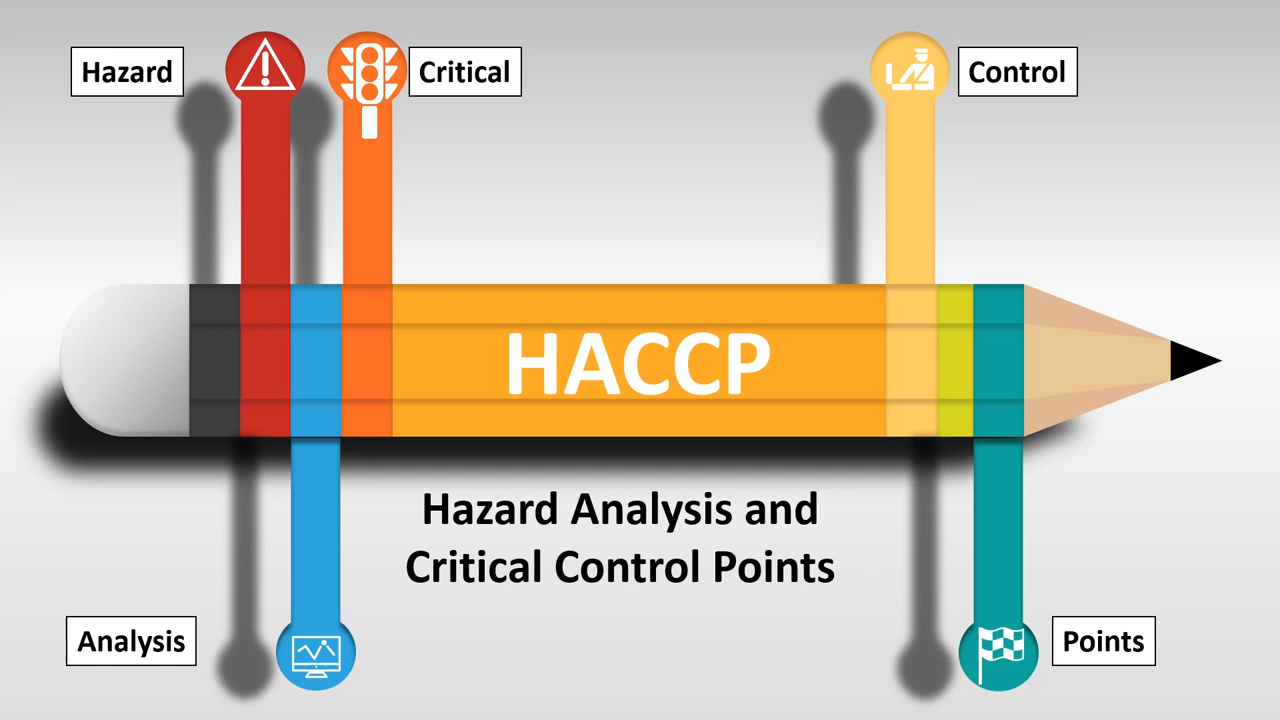 Hazard
Critical
Control
HACCP
Hazard Analysis and
Critical Control Points
Analysis
Points